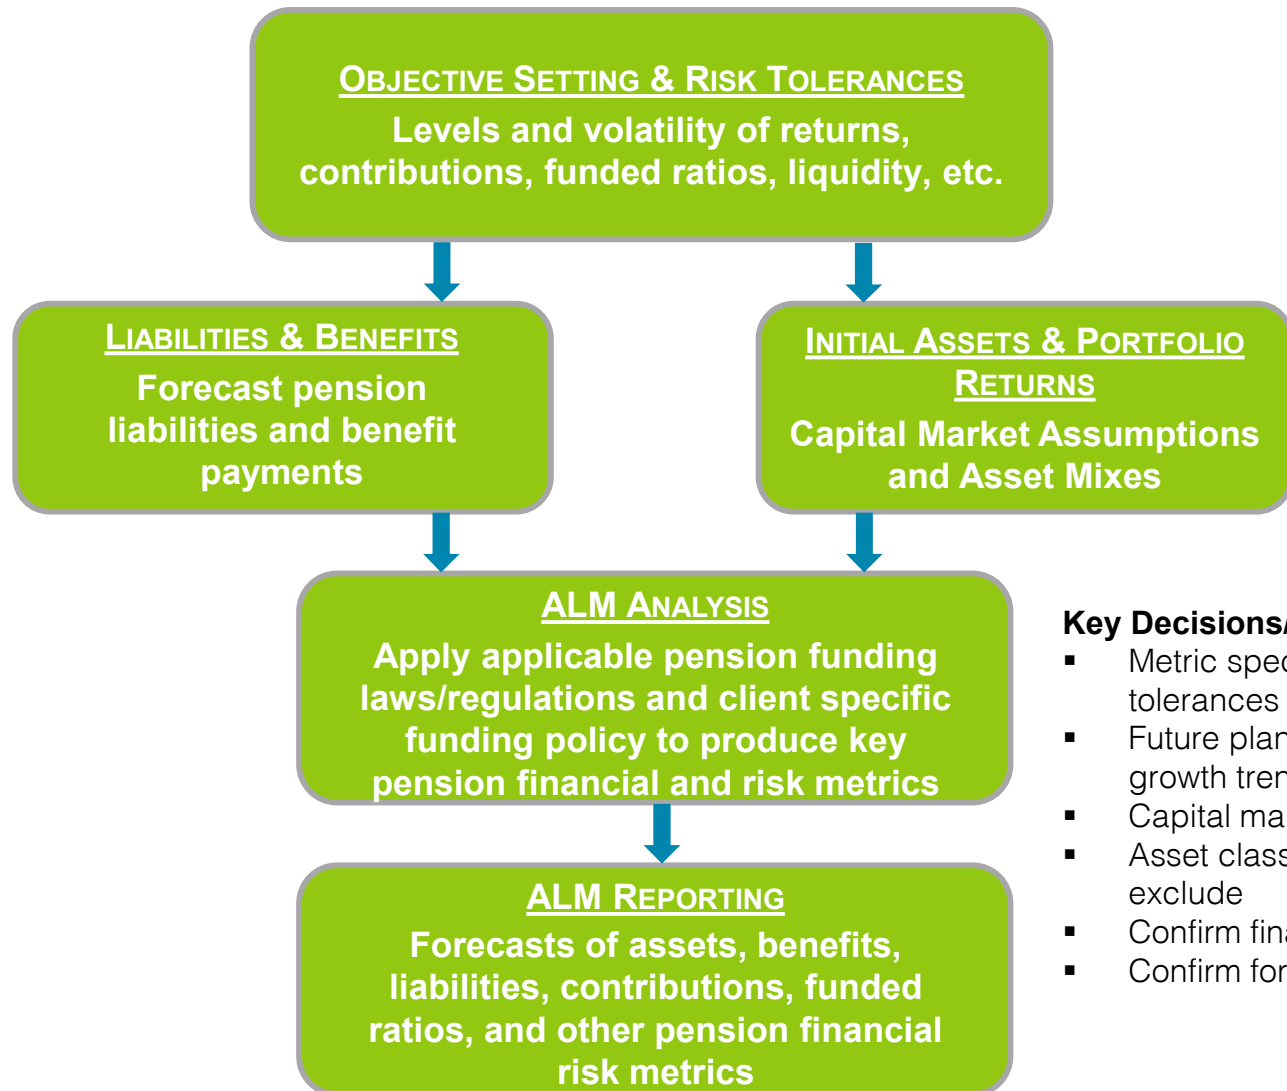 OBJECTIVE SETTING & RISK TOLERANCES
Levels and volatility of returns,
contributions, funded ratios, liquidity, etc.
LIABILITIES & BENEFITS
Forecast pension
liabilities and benefit
payments
INITIAL ASSETS & PORTFOLIO
RETURNS
Capital Market Assumptions
and Asset Mixes
ALM ANALYSIS
Apply applicable pension funding
laws/regulations and client specific
funding policy to produce key
pension financial and risk metrics
ALM REPORTING
Forecasts of assets, benefits,
liabilities, contributions, funded
ratios, and other pension financial
risk metrics
Key Decisions/
▪ Metric
tolerances
▪ Future
growth
▪ Capital
▪ Asset
exclude
▪ Confirm
▪ Confirm